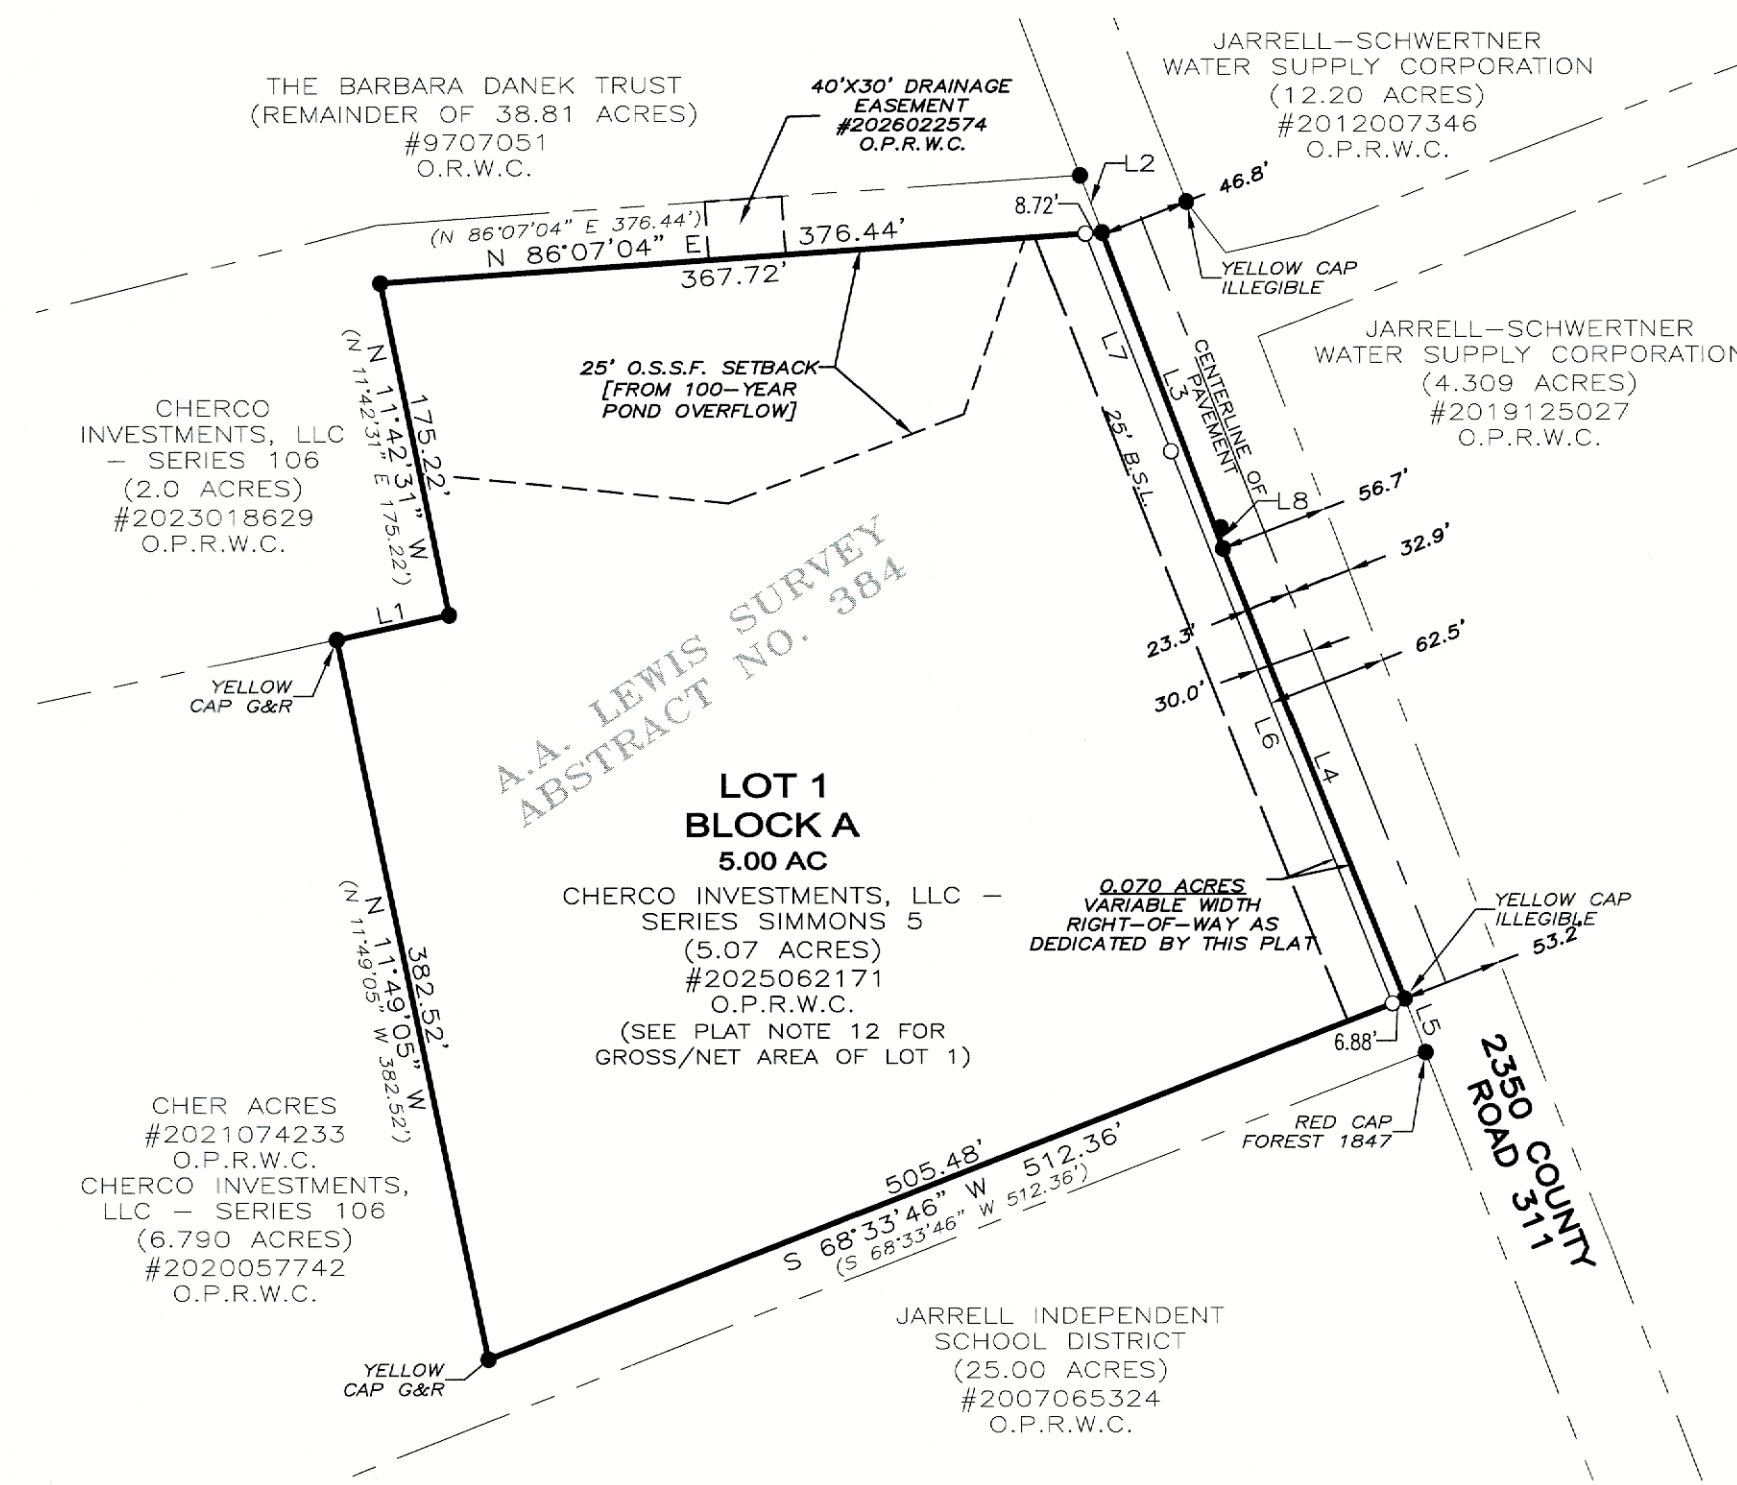 JARRELL–SCHWERTNER
WATER SUPPLY CORPORATION
(12.20 ACRES)
#2012007346
O.P.R.W.C.
THE BARBARA DANEK TRUST
(REMAINDER OF 38.81 ACRES)
#9707051
O.R.W.C.
40'X30' DRAINAGE
EASEMENT
#2026022574
O.P.R.W.C.
L2
46.8'
8.72'
(N 86°07'04" E 376.44')
N 86°07'04" E 376.44'
367.72'
YELLOW CAP
ILLEGIBLE
JARRELL–SCHWERTNER
WATER SUPPLY CORPORATION
(4.309 ACRES)
#2019125027
O.P.R.W.C.
25' O.S.S.F. SETBACK
[FROM 100–YEAR
POND OVERFLOW]
L7
L3
CENTERLINE OF
PAVEMENT
25' B.S.L.
CHERCO
INVESTMENTS, LLC
– SERIES 106
(2.0 ACRES)
#2023018629
O.P.R.W.C.
N 11°42'31" W 175.22'
(N 11°42'31" E 175.22')
L8
56.7'
32.9'
23.3'
62.5'
30.0'
L1
YELLOW
CAP G&R
A.A. LEWIS SURVEY
ABSTRACT NO. 384
L6
L4
LOT 1
BLOCK A
5.00 AC
CHERCO INVESTMENTS, LLC –
SERIES SIMMONS 5
(5.07 ACRES)
#2025062171
O.P.R.W.C.
(SEE PLAT NOTE 12 FOR
GROSS/NET AREA OF LOT 1)
0.070 ACRES
VARIABLE WIDTH
RIGHT–OF–WAY AS
DEDICATED BY THIS PLAT
YELLOW CAP
ILLEGIBLE
53.2'
L5
6.88'
N 11°49'05" W 382.52'
(N 11°49'05" W 382.52')
RED CAP
FOREST 1847
2350 COUNTY
ROAD 311
CHER ACRES
#2021074233
O.P.R.W.C.
CHERCO INVESTMENTS,
LLC – SERIES 106
(6.790 ACRES)
#2020057742
O.P.R.W.C.
505.48'
S 68°33'46" W 512.36'
(S 68°33'46" W 512.36')
YELLOW
CAP G&R
JARRELL INDEPENDENT
SCHOOL DISTRICT
(25.00 ACRES)
#2007065324
O.P.R.W.C.